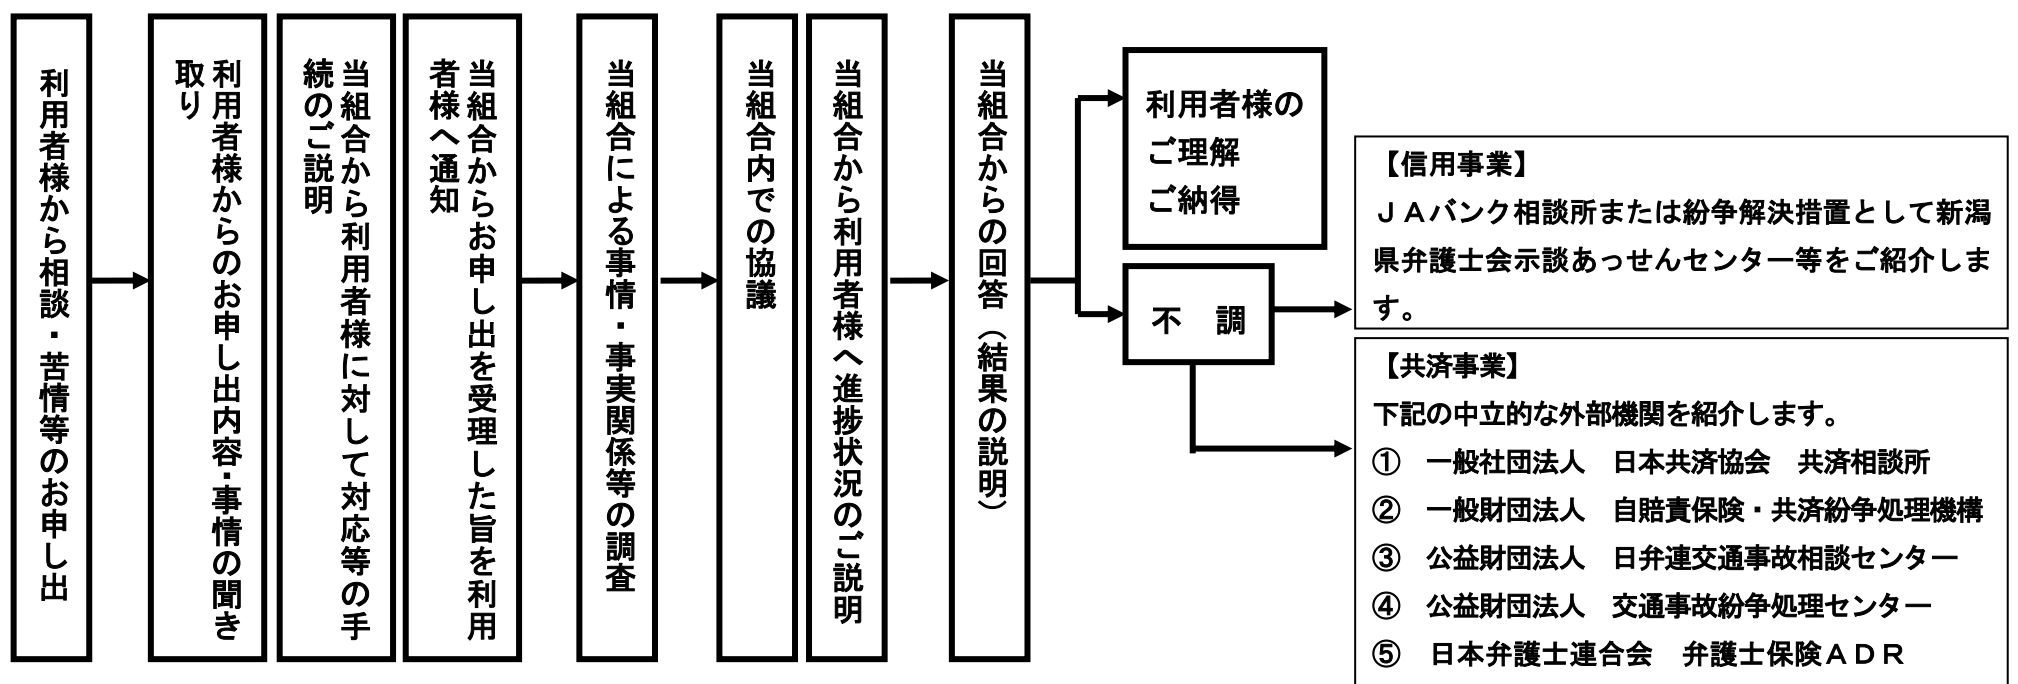 利用者様から相談・苦情等のお申し出
利用者様からのお申し出内容・事情の聞き
取り
当組合から利用者様に対して対応等の手
続のご説明
当組合からお申し出を受理した旨を利用
者様へ通知
当組合による事情・事実関係等の調査
当組合内での協議
当組合から利用者様へ進捗状況のご説明
当組合からの回答（結果の説明）
利用者様の
ご理解
ご納得
不　調
【信用事業】
ＪＡバンク相談所または紛争解決措置として新潟
県弁護士会示談あっせんセンター等をご紹介しま
す。
【共済事業】
下記の中立的な外部機関を紹介します。
①　一般社団法人　日本共済協会　共済相談所
②　一般財団法人　自賠責保険・共済紛争処理機構
③　公益財団法人　日弁連交通事故相談センター
④　公益財団法人　交通事故紛争処理センター
⑤　日本弁護士連合会　弁護士保険ＡＤＲ